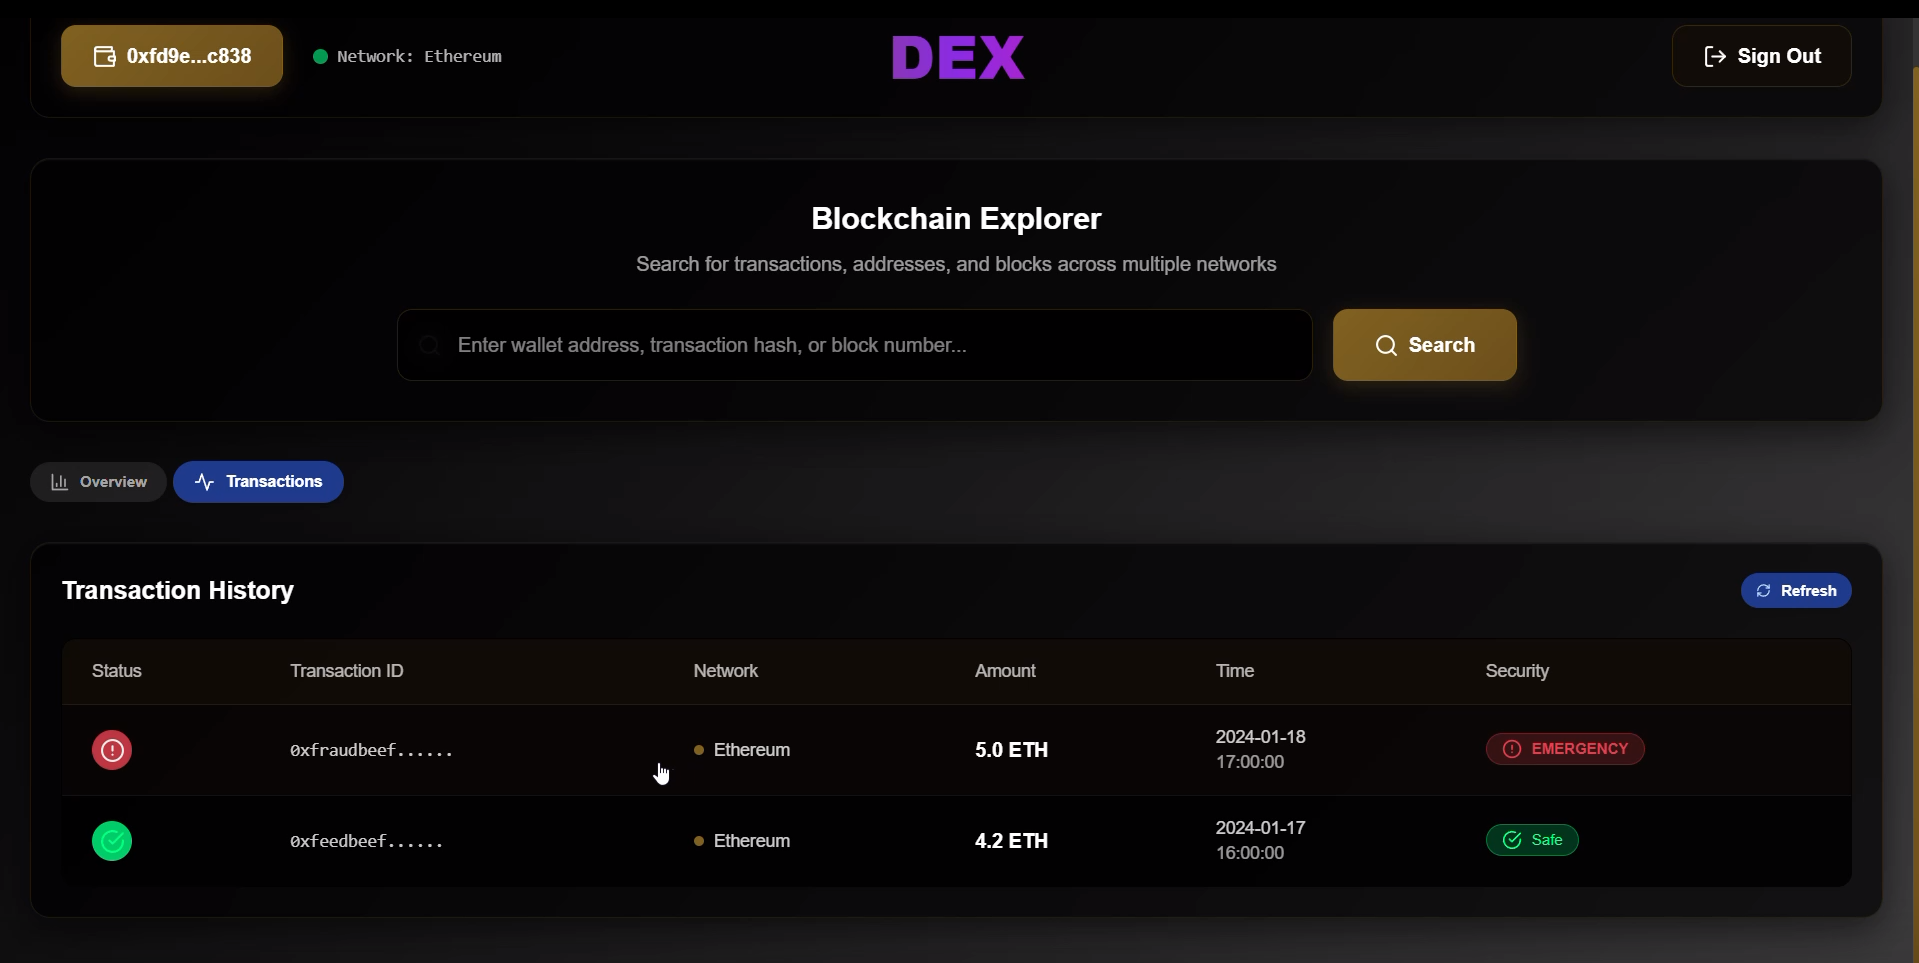 0xfd9e...c838
Network: Ethereum
DEX
Sign Out
Blockchain Explorer
Search for transactions, addresses, and blocks across multiple networks
Enter wallet address, transaction hash, or block number...
Search
Overview
Transactions
Transaction History
Refresh
Status Transaction ID Network Amount Time Security
0xfraudbeef...... Ethereum 5.0 ETH 2024-01-18 17:00:00 EMERGENCY
0xfeedbeef...... Ethereum 4.2 ETH 2024-01-17 16:00:00 Safe